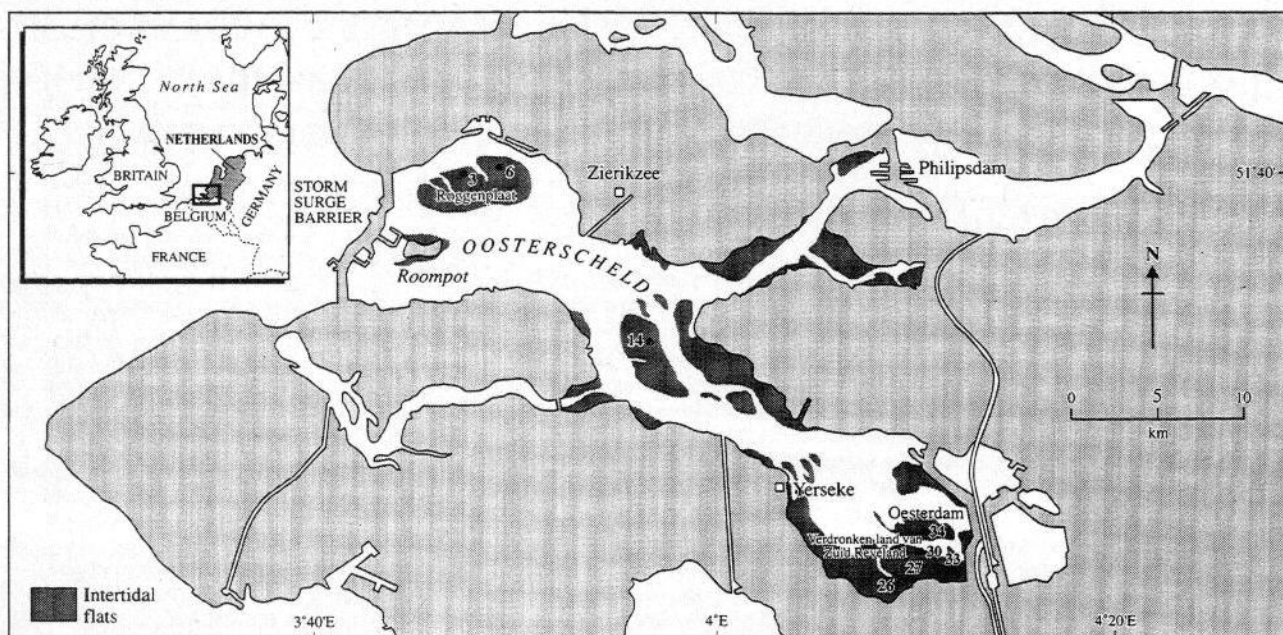 North Sea
NETHERLANDS
BRITAIN
BELGIUM
GERMANY
FRANCE
STORM
SURGE
BARRIER
3
6
Roggenplaat
Zierikzee
Philipsdam
51°40'
OOSTERSCHELD
Roompot
N
14
0 5 10
km
Yerseke
Oesterdam
34
Verdronken land van
Zuid Reveland
30
33
27
26
Intertidal
flats
3°40'E
4°E
4°20'E